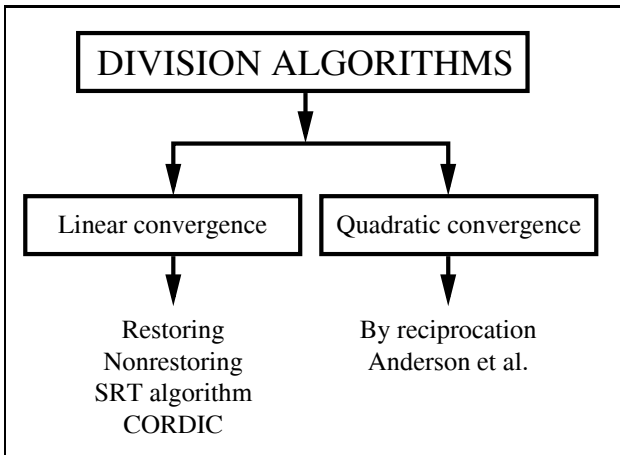 DIVISION ALGORITHMS
Linear convergence
Quadratic convergence
Restoring
Nonrestoring
SRT algorithm
CORDIC
By reciprocation
Anderson et al.